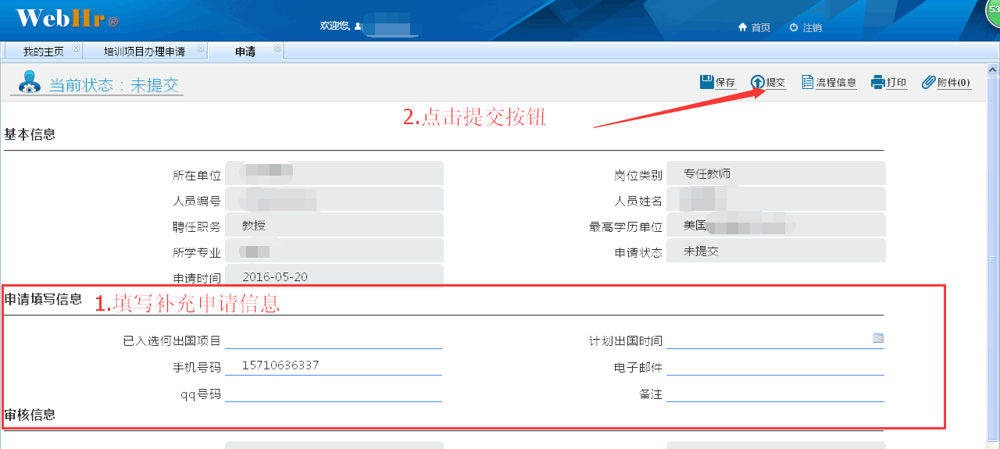 WebHr®
欢迎您,
首页 注销
53
我的主页 培训项目办理申请 申请
当前状态：未提交
保存 提交 流程信息 打印 附件(0)
2.点击提交按钮
基本信息
所在单位 岗位类别 专任教师
人员编号 人员姓名
聘任职务 教授 最高学历单位 美国
所学专业 申请状态 未提交
申请时间 2016-05-20
申请填写信息 1.填写补充申请信息
已入选何出国项目 计划出国时间
手机号码 15710636337 电子邮件
qq号码 备注
审核信息